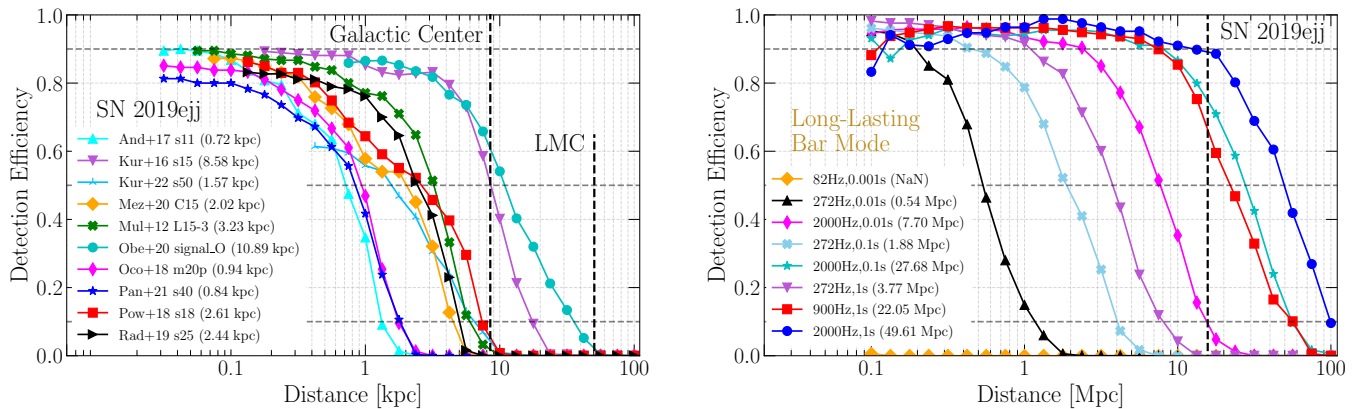 Detection Efficiency
1.0
0.8
0.6
0.4
0.2
0.0
Galactic Center
LMC
SN 2019ejj
And+17 s11 (0.72 kpc)
Kur+16 s15 (8.58 kpc)
Kur+22 s50 (1.57 kpc)
Mez+20 C15 (2.02 kpc)
Mul+12 L15-3 (3.23 kpc)
Obe+20 signal_O (10.89 kpc)
Oco+18 m20p (0.94 kpc)
Pan+21 s40 (0.84 kpc)
Pow+18 s18 (2.61 kpc)
Rad+19 s25 (2.44 kpc)
0.1 1 10 100
Distance [kpc]
Detection Efficiency
1.0
0.8
0.6
0.4
0.2
0.0
SN 2019ejj
Long-Lasting
Bar Mode
82Hz,0.001s (NaN)
272Hz,0.01s (0.54 Mpc)
2000Hz,0.01s (7.70 Mpc)
272Hz,0.1s (1.88 Mpc)
2000Hz,0.1s (27.68 Mpc)
272Hz,1s (3.77 Mpc)
900Hz,1s (22.05 Mpc)
2000Hz,1s (49.61 Mpc)
0.1 1 10 100
Distance [Mpc]